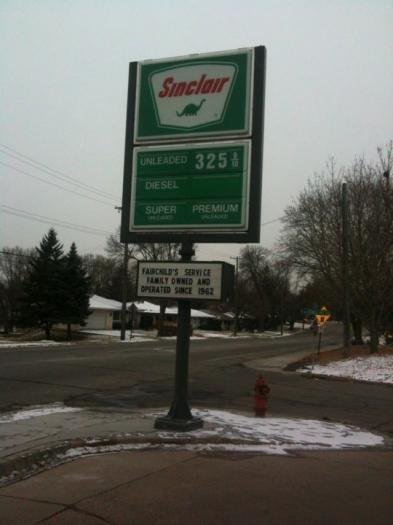 Sinclair
UNLEADED 325 9/10
DIESEL
SUPER PREMIUM
UNLEADED UNLEADED
FAIRCHILD'S SERVICE
FAMILY OWNED AND
OPERATED SINCE 1962